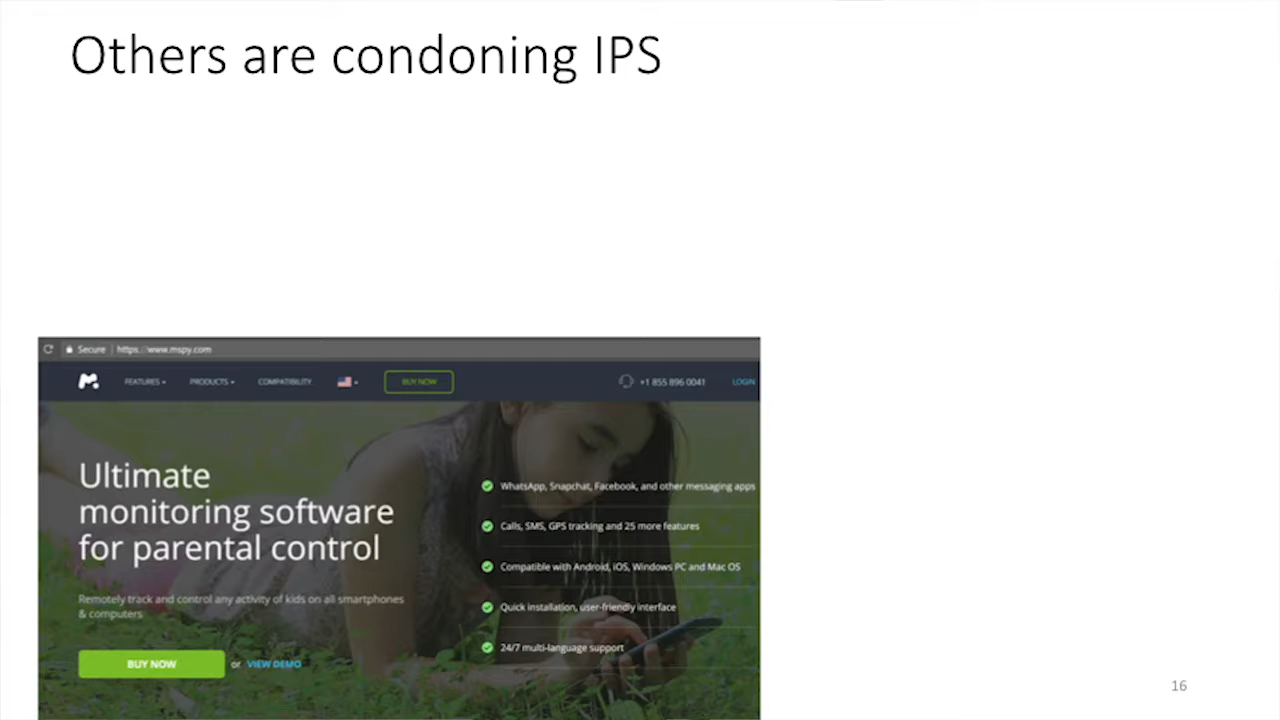 Others are condoning IPS
Secure https://www.mspy.com
FEATURES PRODUCTS COMPATIBILITY BUY NOW +1 855 896 0041 LOGIN
Ultimate
monitoring software
for parental control
Remotely track and control any activity of kids on all smartphones
& computers
BUY NOW or VIEW DEMO
WhatsApp, Snapchat, Facebook, and other messaging apps
Calls, SMS, GPS tracking and 25 more features
Compatible with Android, iOS, Windows PC and Mac OS
Quick installation, user-friendly interface
24/7 multi-language support
16